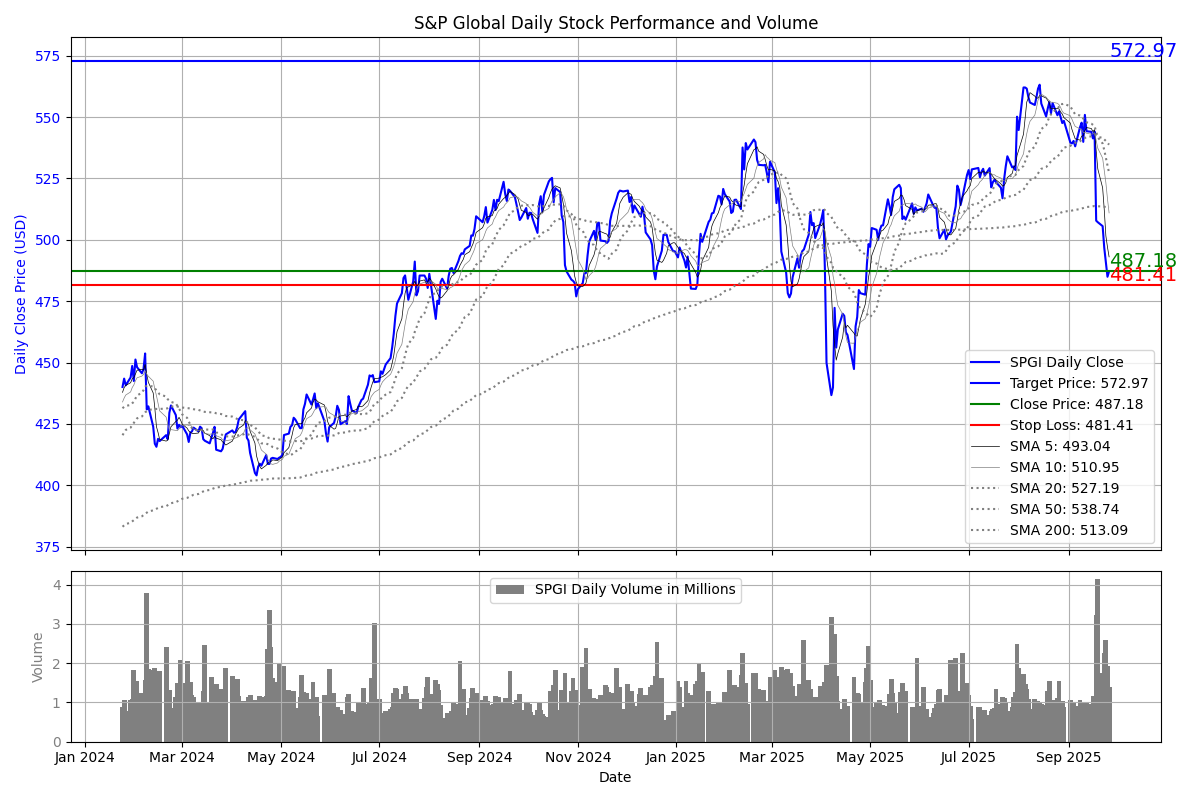 S&P Global Daily Stock Performance and Volume
Daily Close Price (USD)
575
550
525
500
475
450
425
400
375
572.97
487.18
481.41
SPGI Daily Close
Target Price: 572.97
Close Price: 487.18
Stop Loss: 481.41
SMA 5: 493.04
SMA 10: 510.95
SMA 20: 527.19
SMA 50: 538.74
SMA 200: 513.09
Volume
4
3
2
1
0
SPGI Daily Volume in Millions
Jan 2024 Mar 2024 May 2024 Jul 2024 Sep 2024 Nov 2024 Jan 2025 Mar 2025 May 2025 Jul 2025 Sep 2025
Date